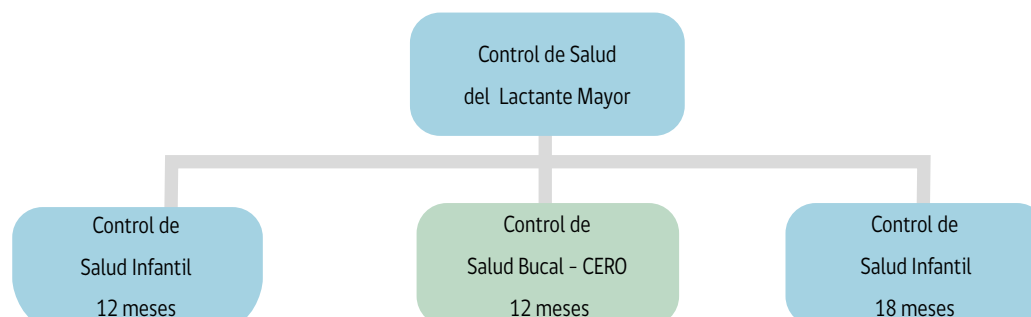 Control de Salud
del Lactante Mayor
Control de
Salud Infantil
12 meses
Control de
Salud Bucal – CERO
12 meses
Control de
Salud Infantil
18 meses